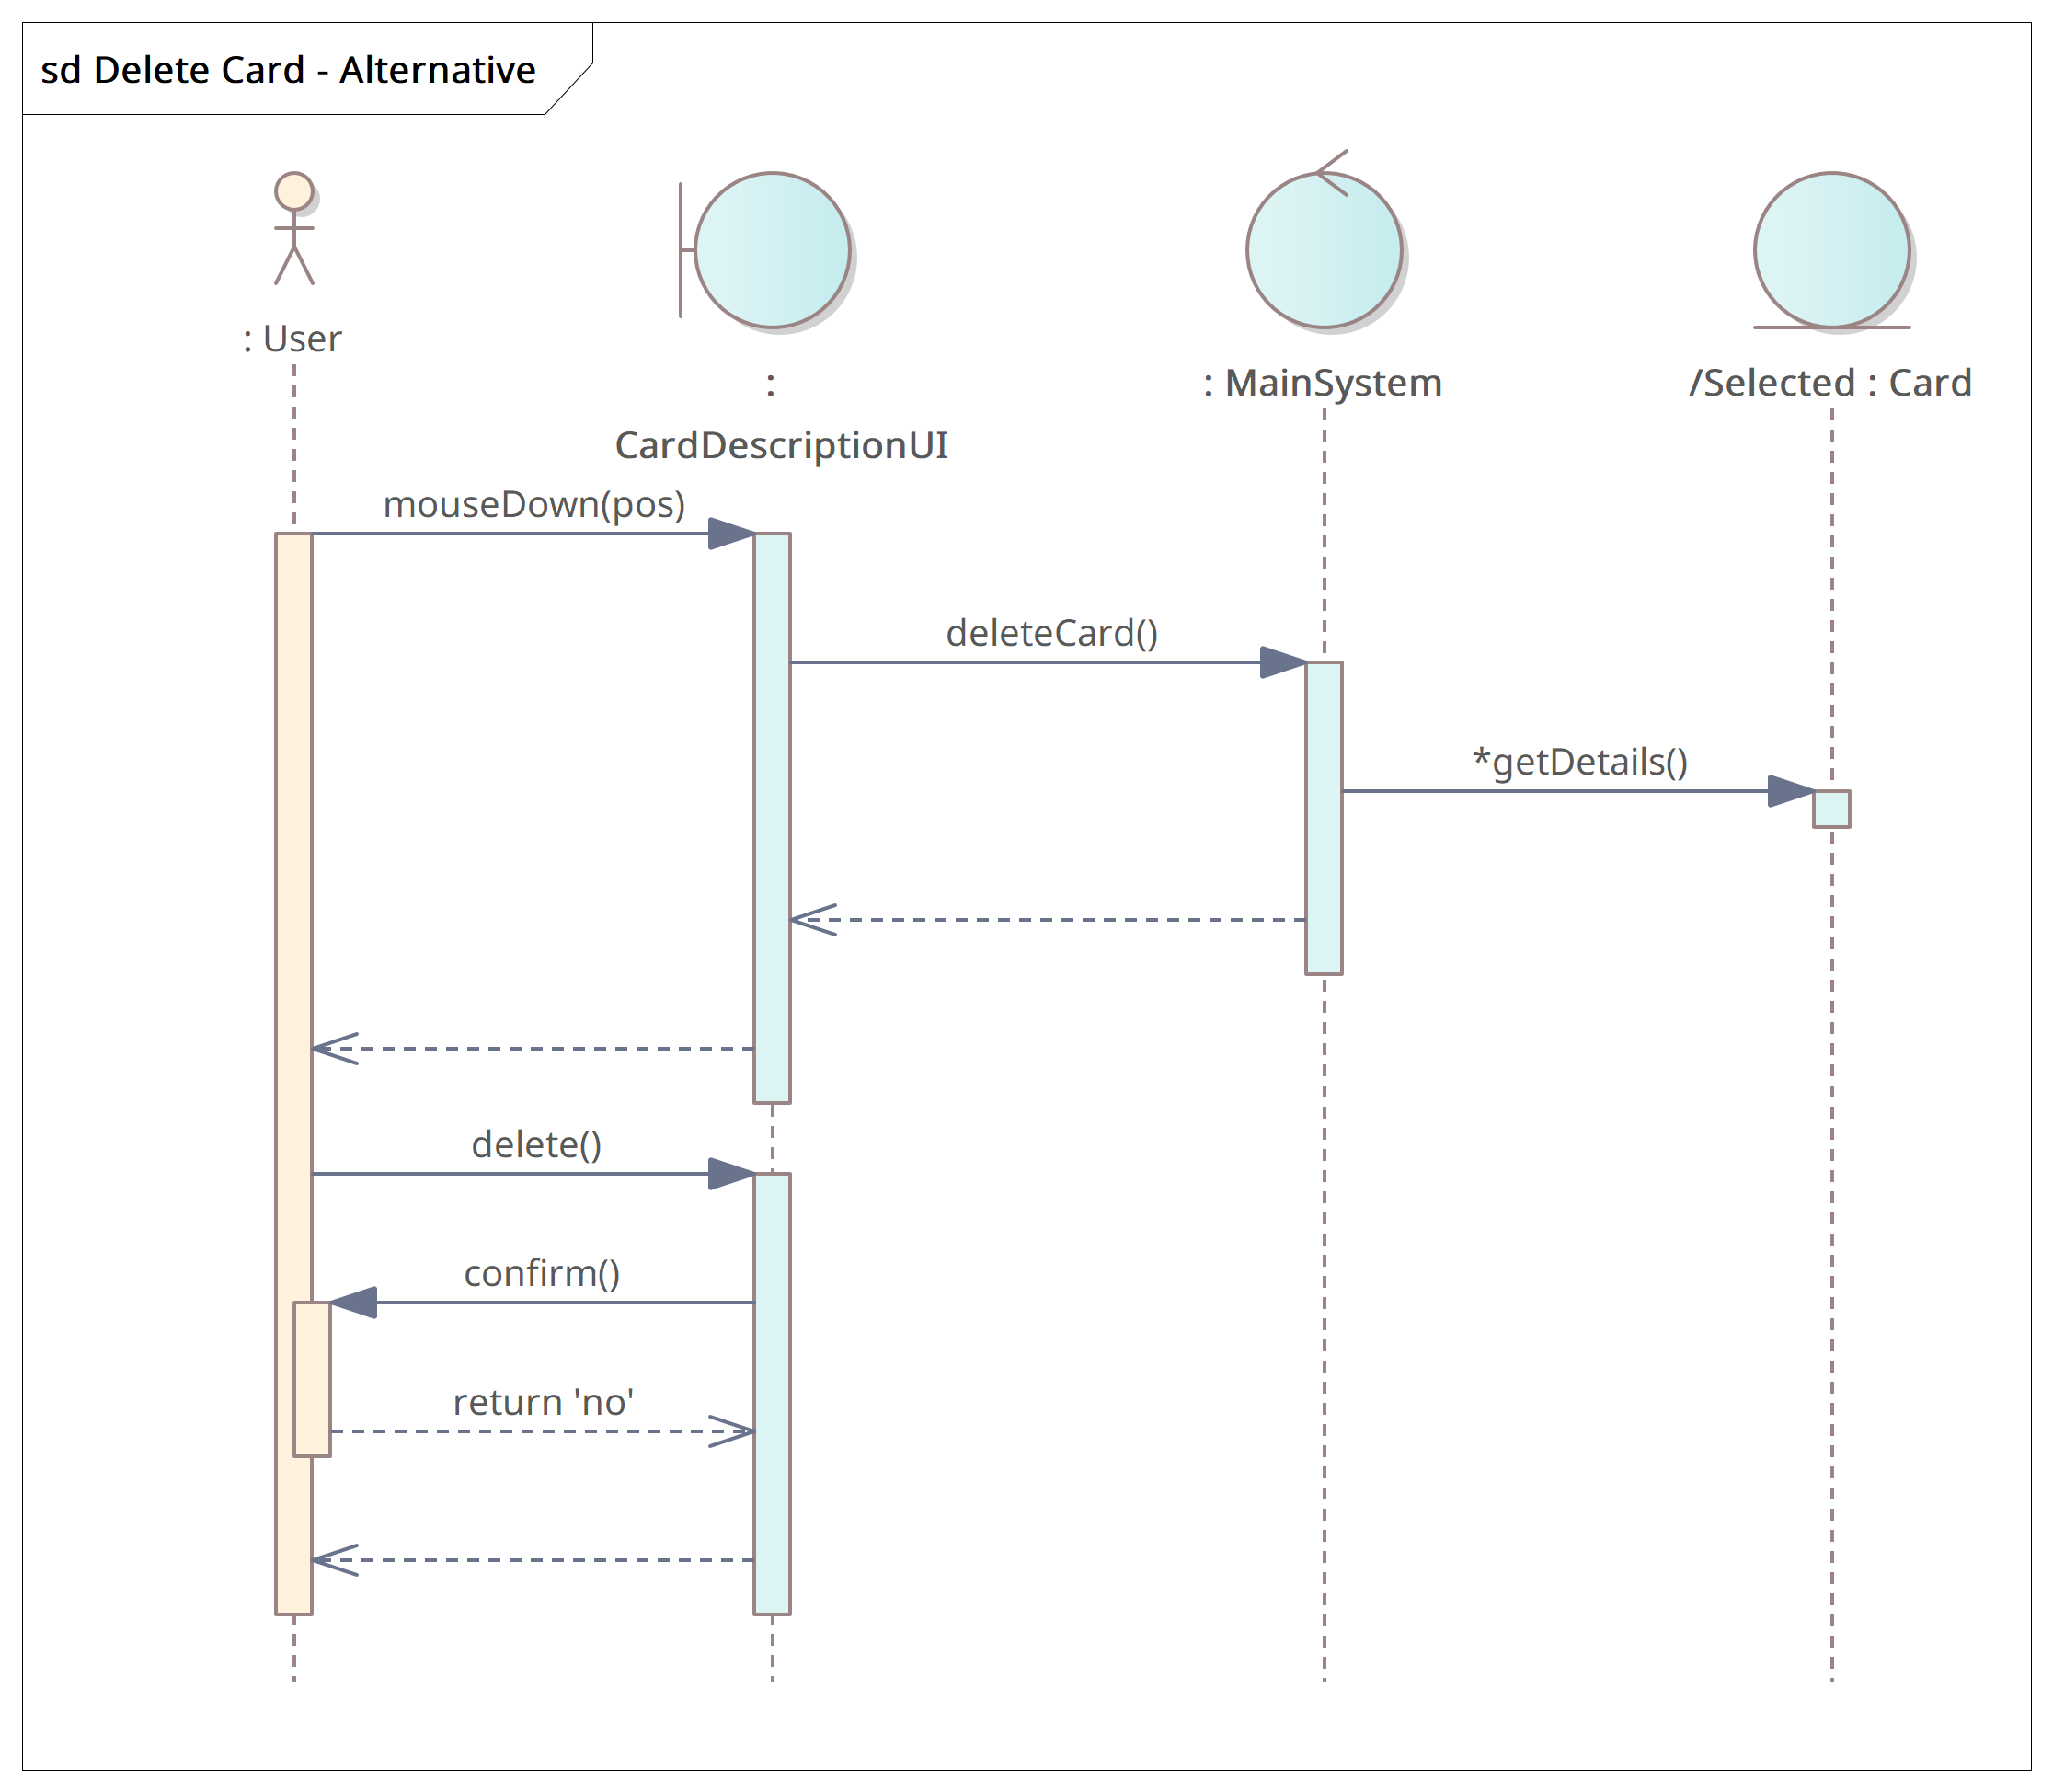 sd Delete Card - Alternative
: User
:
CardDescriptionUI
: MainSystem
/Selected : Card
mouseDown(pos)
deleteCard()
*getDetails()
delete()
confirm()
return 'no'